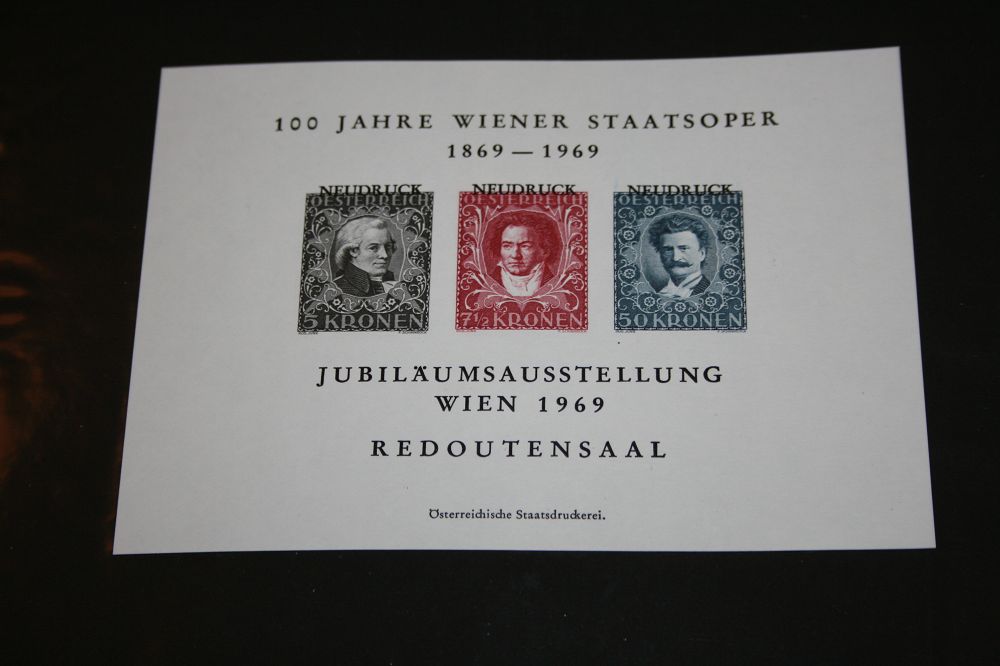 100 JAHRE WIENER STAATSOPER
1869 — 1969
NEUDRUCK NEUDRUCK NEUDRUCK
OESTERREICH OESTERREICH OESTERREICH
5 KRONEN 7½ KRONEN 50 KRONEN
JUBILÄUMSAUSSTELLUNG
WIEN 1969
REDOUTENSAAL
Österreichische Staatsdruckerei.